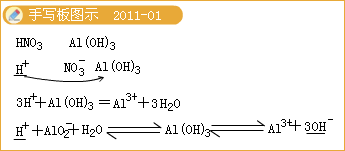 手写板图示 2011-01
HNO₃ Al(OH)₃
H⁺ NO₃⁻ Al(OH)₃
3H⁺+Al(OH)₃=Al³⁺+3H₂O
H⁺+AlO₂⁻+H₂O ⇌ Al(OH)₃ ⇌ Al³⁺+3OH⁻